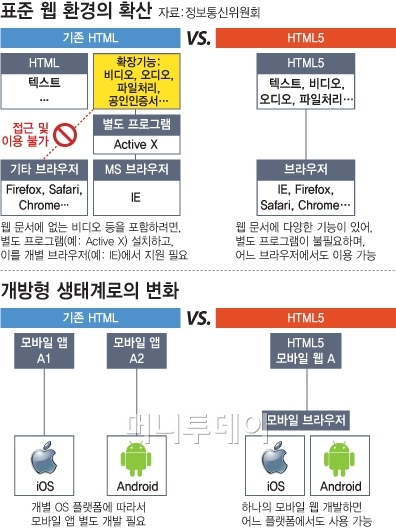 표준 웹 환경의 확산 자료:정보통신위원회
기존 HTML VS. HTML5
HTML
텍스트
...
확장기능:
비디오, 오디오,
파일처리,
공인인증서...
접근 및
이용 불가
별도 프로그램
Active X
기타 브라우저
Firefox, Safari,
Chrome...
MS 브라우저
IE
HTML5
텍스트, 비디오,
오디오, 파일처리...
브라우저
IE, Firefox,
Safari, Chrome...
웹 문서에 없는 비디오 등을 포함하려면,
별도 프로그램(예: Active X) 설치하고,
이를 개별 브라우저(예: IE)에서 지원 필요
웹 문서에 다양한 기능이 있어,
별도 프로그램이 불필요하며,
어느 브라우저에서도 이용 가능
개방형 생태계로의 변화
기존 HTML VS. HTML5
모바일 앱
A1
모바일 앱
A2
HTML5
모바일 웹 A
머니투데이
모바일 브라우저
iOS
Android
iOS
Android
개별 OS 플랫폼에 따라서
모바일 앱 별도 개발 필요
하나의 모바일 웹 개발하면
어느 플랫폼에서도 사용 가능